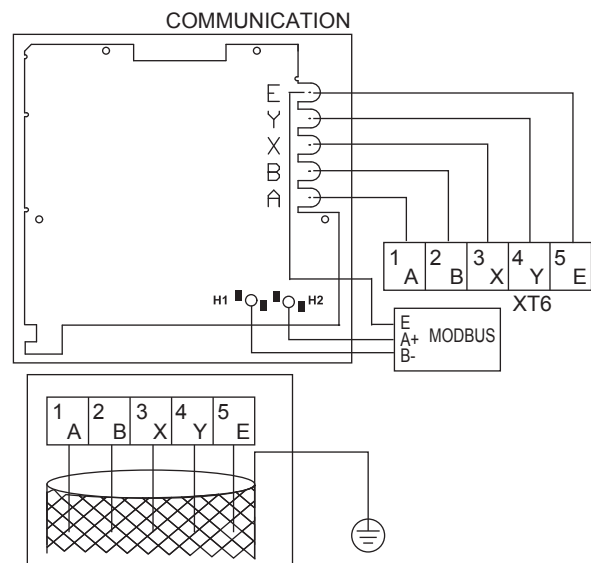 COMMUNICATION
E
Y
X
B
A
1 2 3 4 5
A B X Y E
XT6
H1 H2
E
A+ MODBUS
B-
1 2 3 4 5
A B X Y E